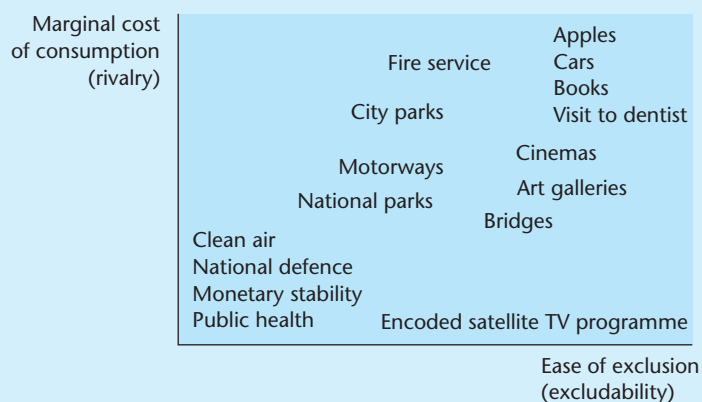 Marginal cost
of consumption
(rivalry)
Apples
Fire service
Cars
Books
City parks
Visit to dentist
Cinemas
Motorways
Art galleries
National parks
Bridges
Clean air
National defence
Monetary stability
Public health
Encoded satellite TV programme
Ease of exclusion
(excludability)